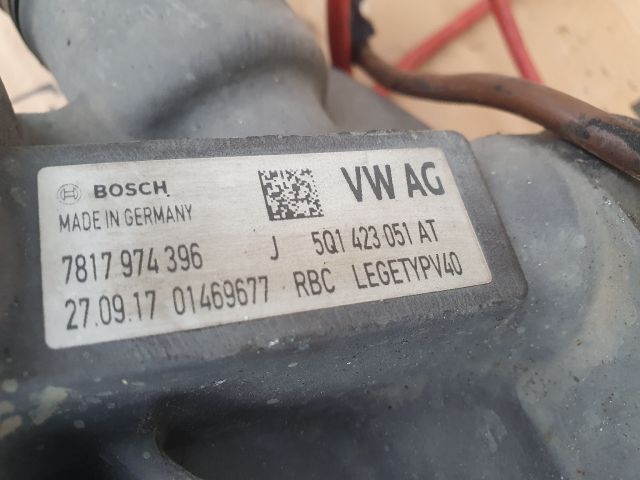 BOSCH VW AG
MADE IN GERMANY
7817 974 396 J 5Q1 423 051 AT
27.09.17 01469677 RBC LEGETYPV40